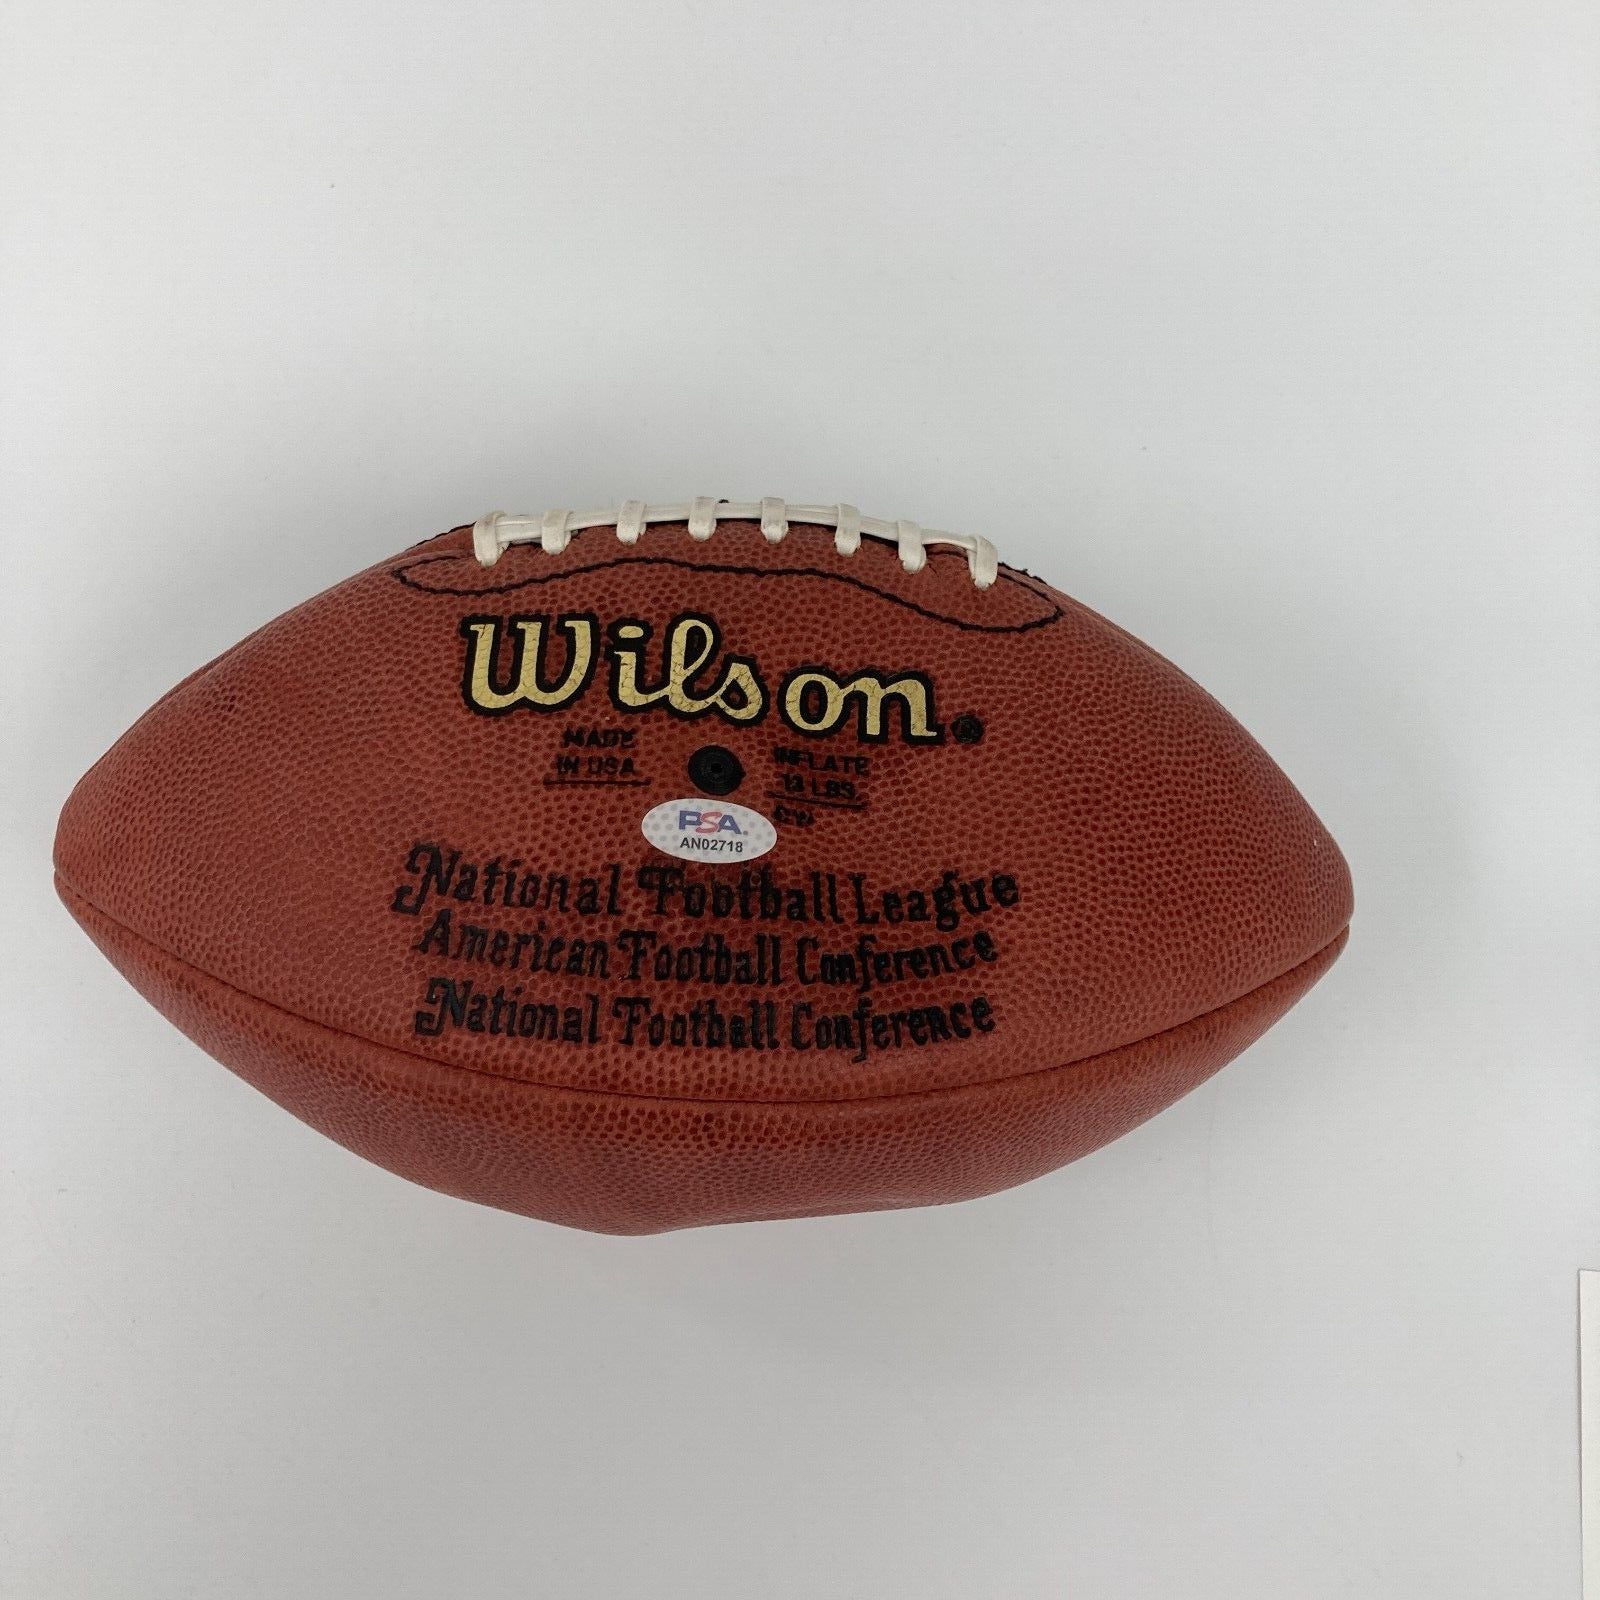 Wilson®
MADE
IN USA
INFLATE
13 LBS
PSA.
AN02718
National Football League
American Football Conference
National Football Conference